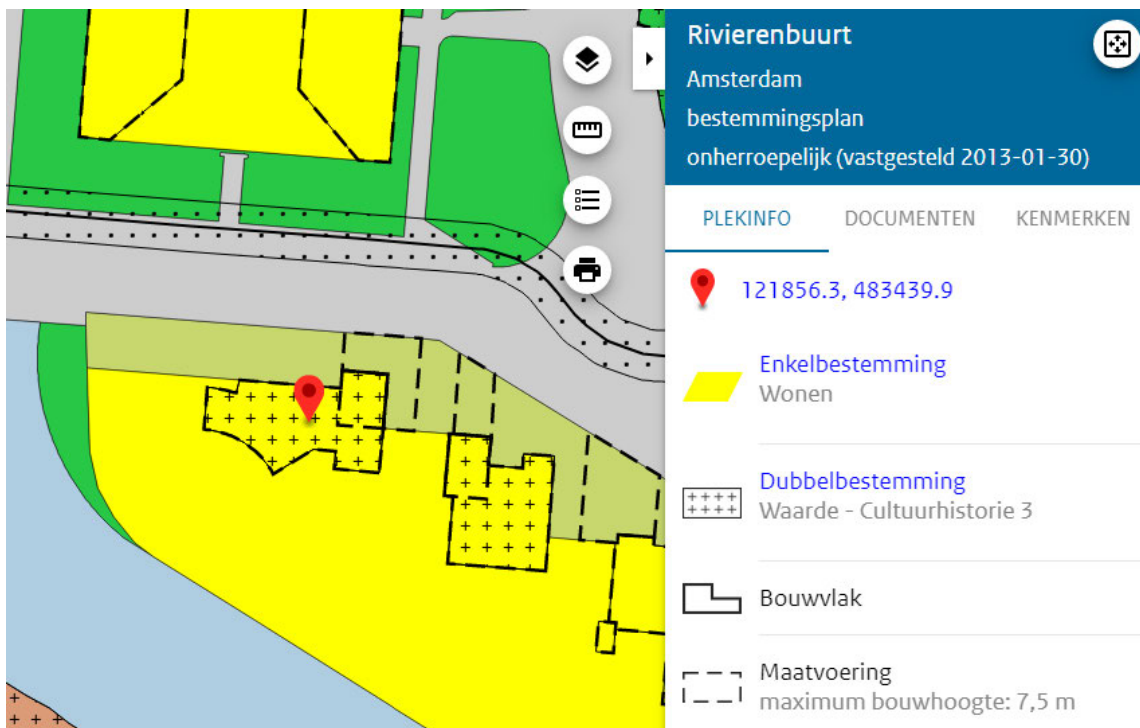 Rivierenbuurt
Amsterdam
bestemmingsplan
onherroepelijk (vastgesteld 2013-01-30)
PLEKINFO DOCUMENTEN KENMERKEN
121856.3, 483439.9
Enkelbestemming
Wonen
Dubbelbestemming
Waarde - Cultuurhistorie 3
Bouwvlak
Maatvoering
maximum bouwhoogte: 7,5 m